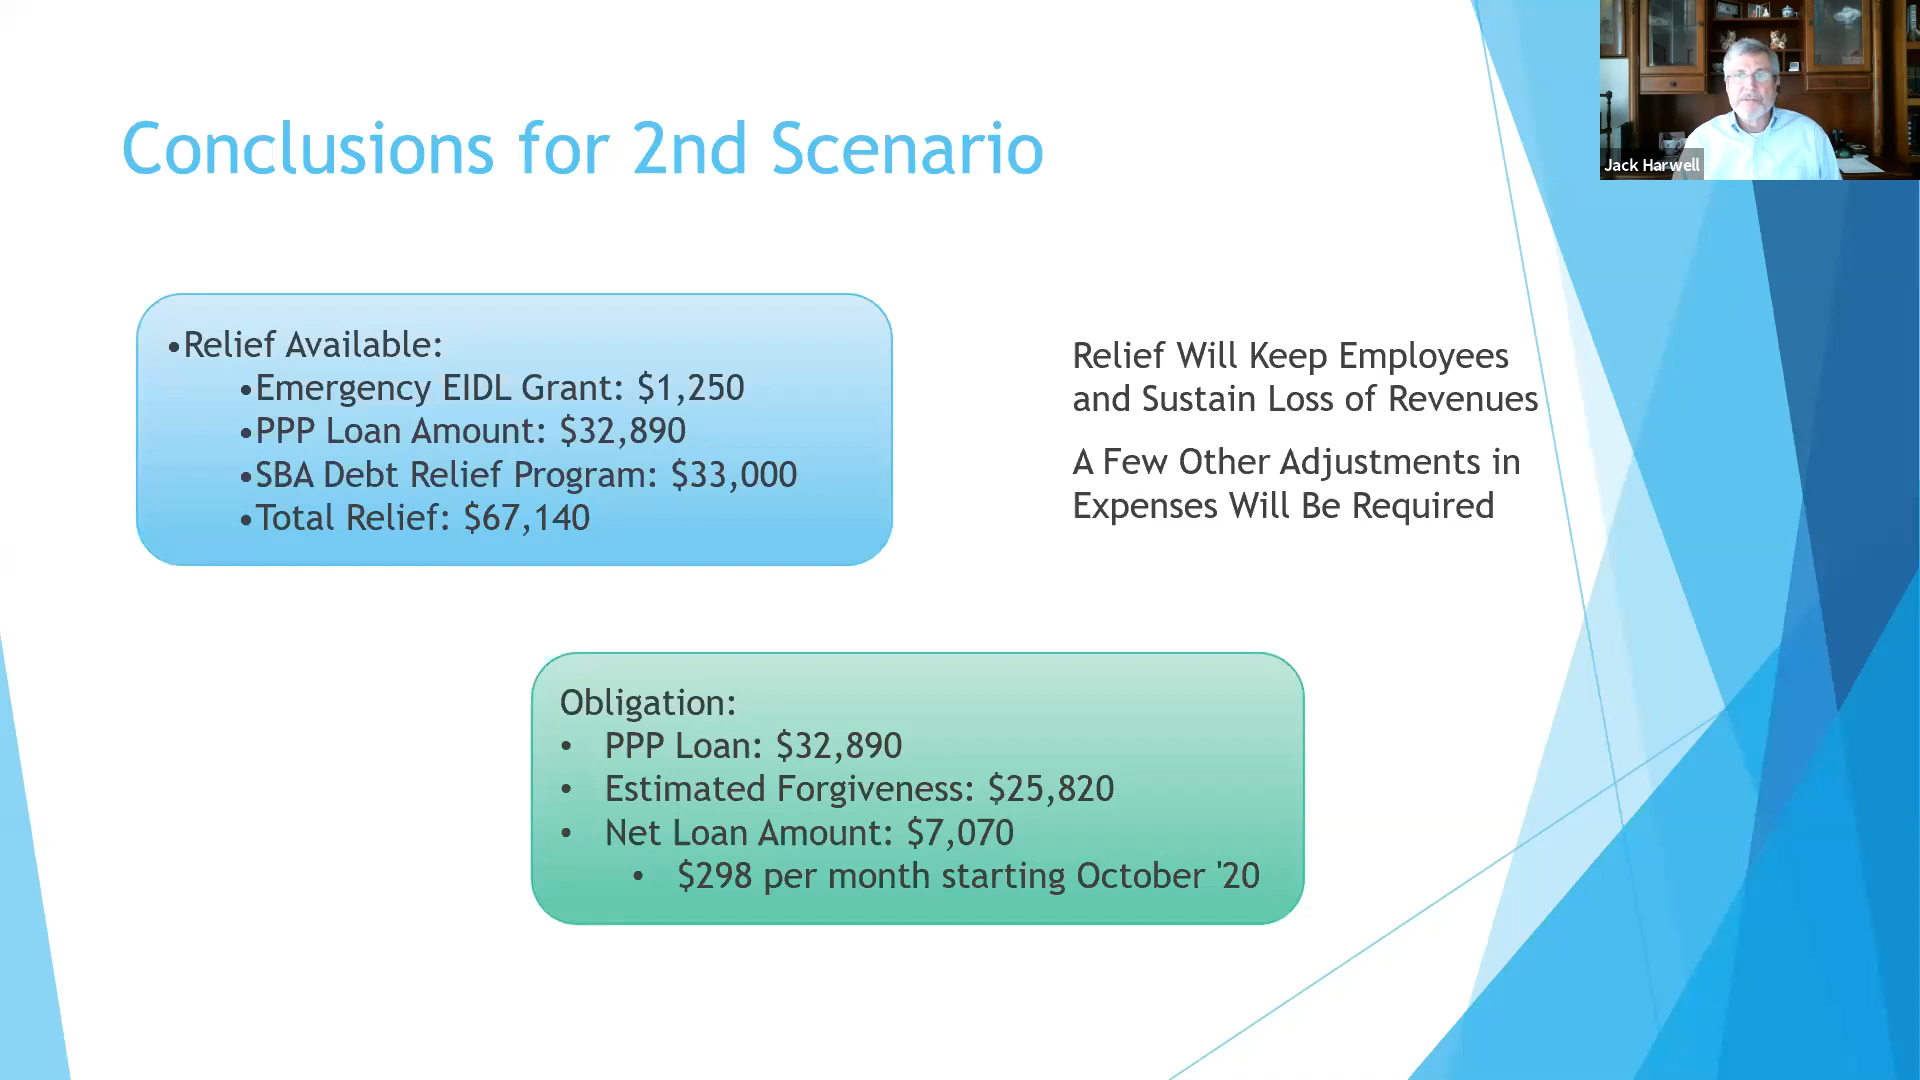 Conclusions for 2nd Scenario
Jack Harwell
•Relief Available:
•Emergency EIDL Grant: $1,250
•PPP Loan Amount: $32,890
•SBA Debt Relief Program: $33,000
•Total Relief: $67,140
Relief Will Keep Employees
and Sustain Loss of Revenues
A Few Other Adjustments in
Expenses Will Be Required
Obligation:
• PPP Loan: $32,890
• Estimated Forgiveness: $25,820
• Net Loan Amount: $7,070
• $298 per month starting October '20